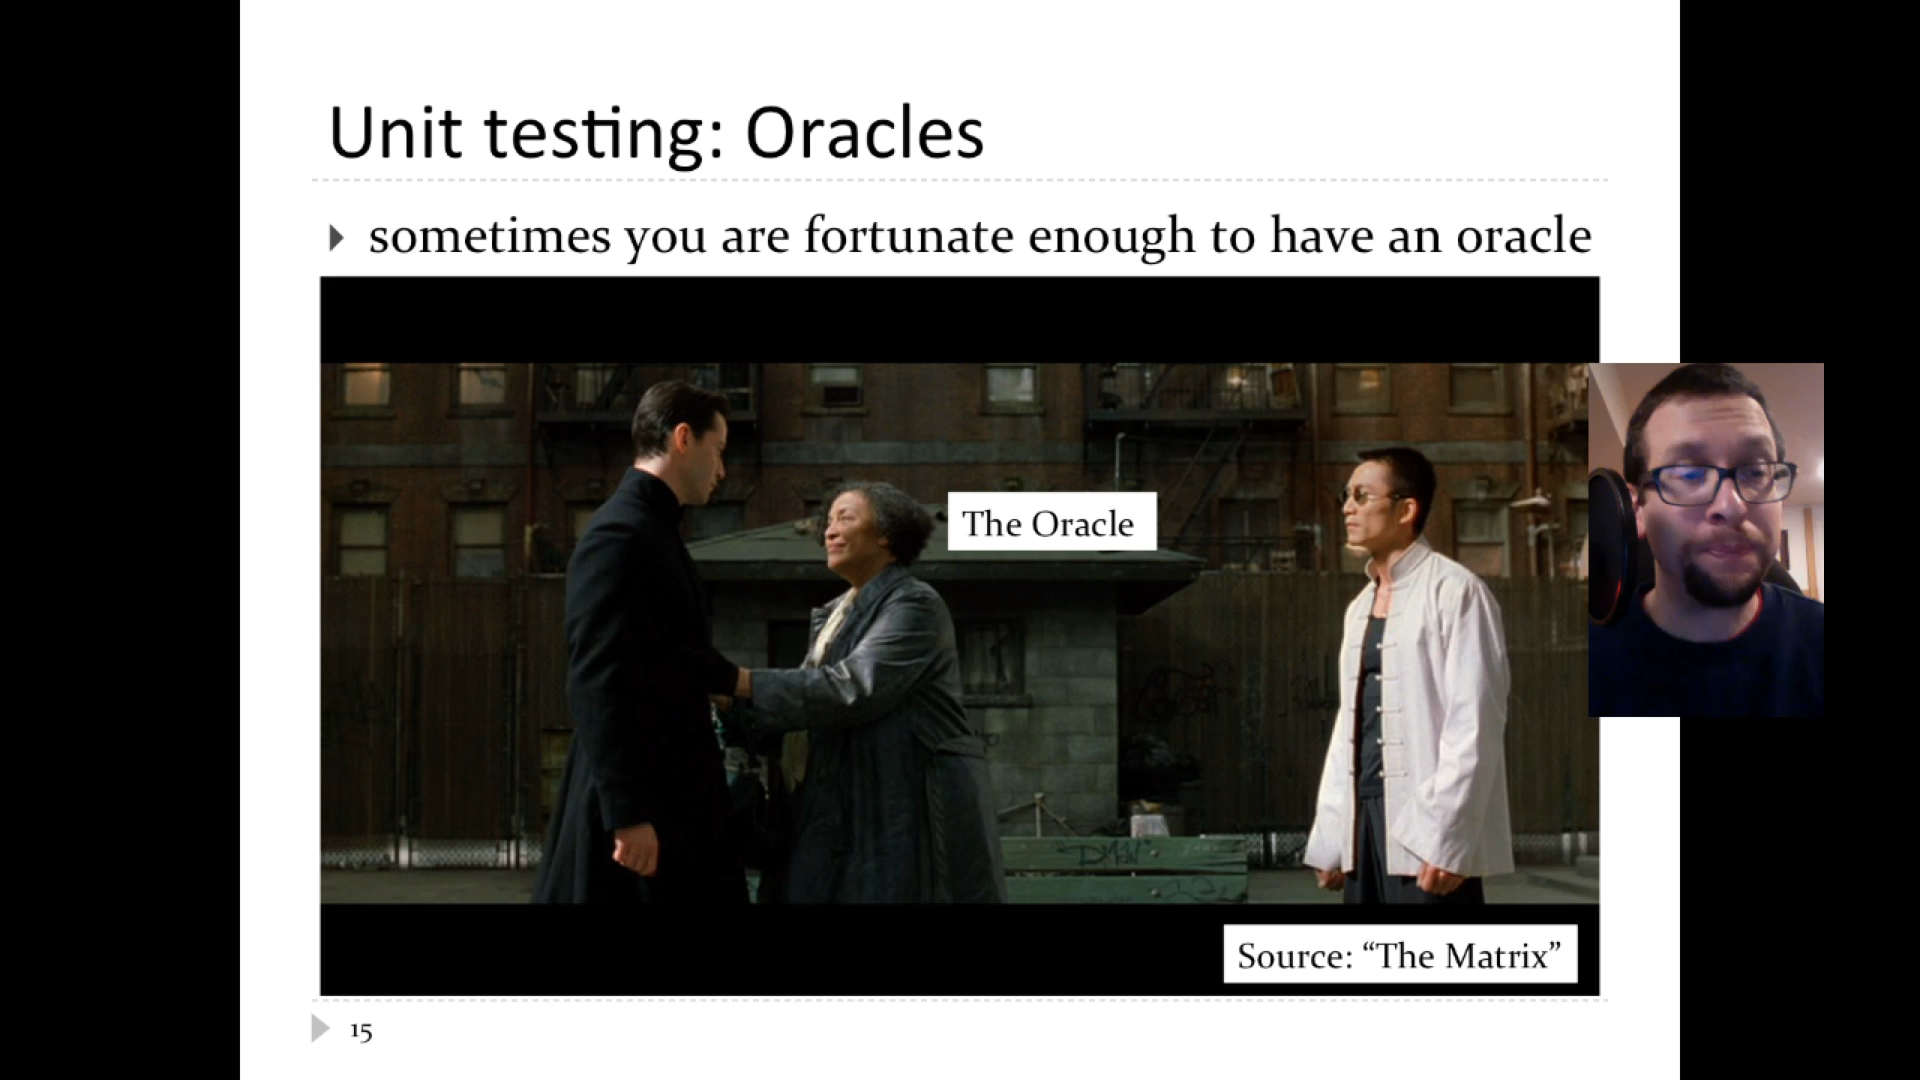 Unit testing: Oracles
sometimes you are fortunate enough to have an oracle
The Oracle
Source: “The Matrix”
15